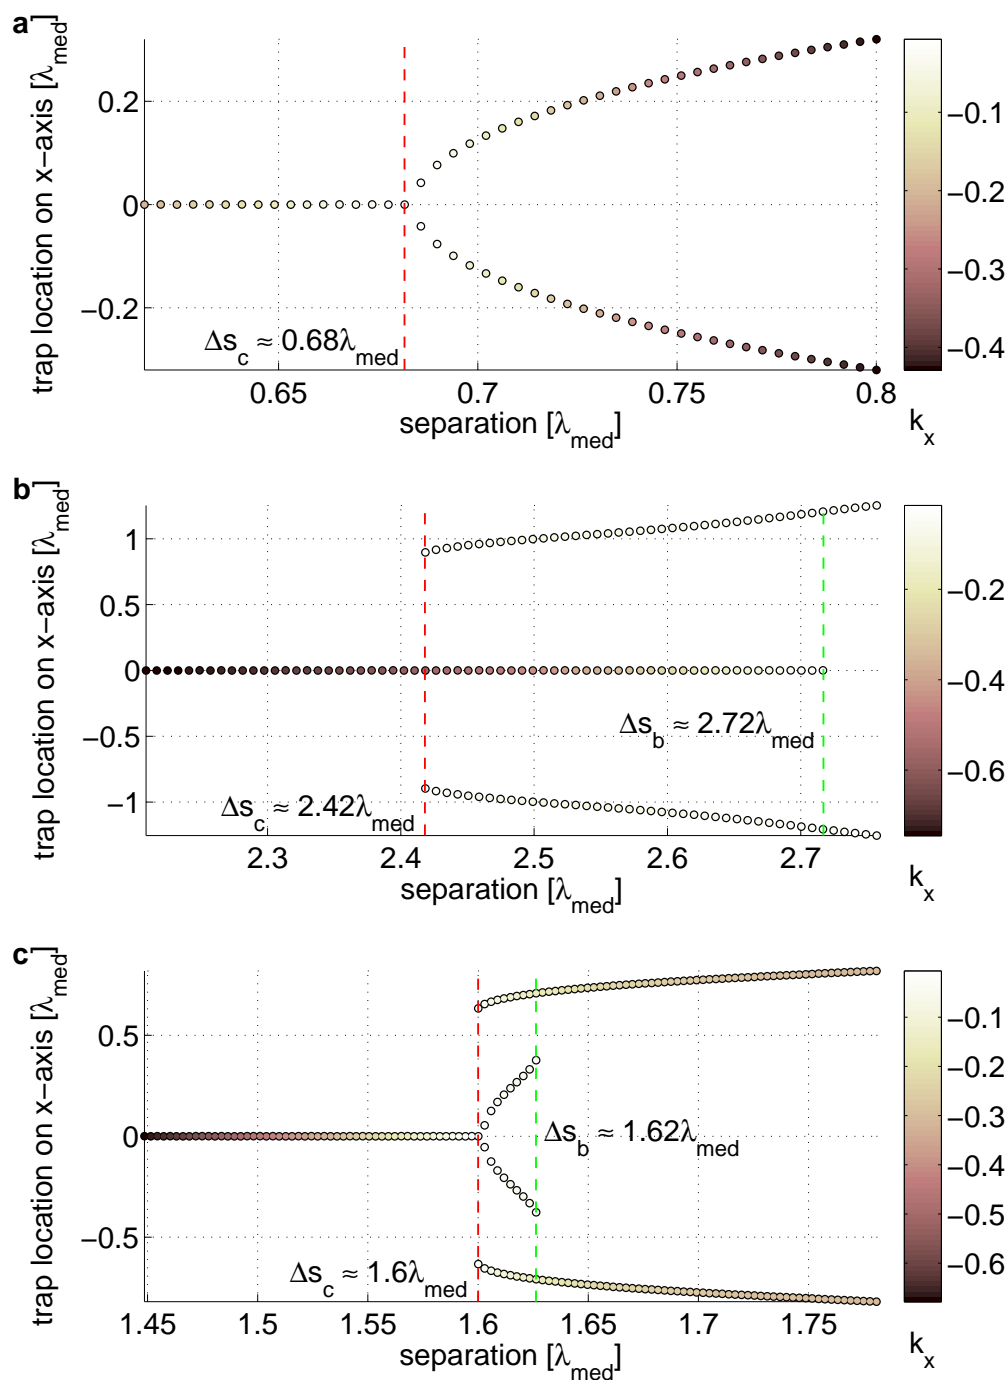 a
trap location on x−axis [λmed]
0.2
0
−0.2
Δsc ≈ 0.68λmed
0.65
0.7
0.75
0.8
separation [λmed]
−0.1
−0.2
−0.3
−0.4
kx
b
trap location on x−axis [λmed]
1
0.5
0
−0.5
−1
Δsb ≈ 2.72λmed
Δsc ≈ 2.42λmed
2.3
2.4
2.5
2.6
2.7
separation [λmed]
−0.2
−0.4
−0.6
kx
c
trap location on x−axis [λmed]
0.5
0
−0.5
Δsb ≈ 1.62λmed
Δsc ≈ 1.6λmed
1.45
1.5
1.55
1.6
1.65
1.7
1.75
separation [λmed]
−0.1
−0.2
−0.3
−0.4
−0.5
−0.6
kx